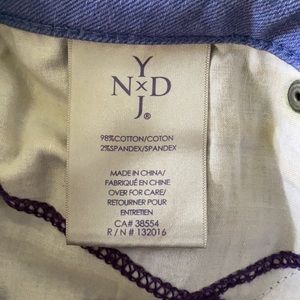 Y
N x D
J®
98%COTTON/COTON
2%SPANDEX/SPANDEX
MADE IN CHINA/
FABRIQUÉ EN CHINE
OVER FOR CARE/
RETOURNER POUR
ENTRETIEN
CA# 38554
R / N # 132016